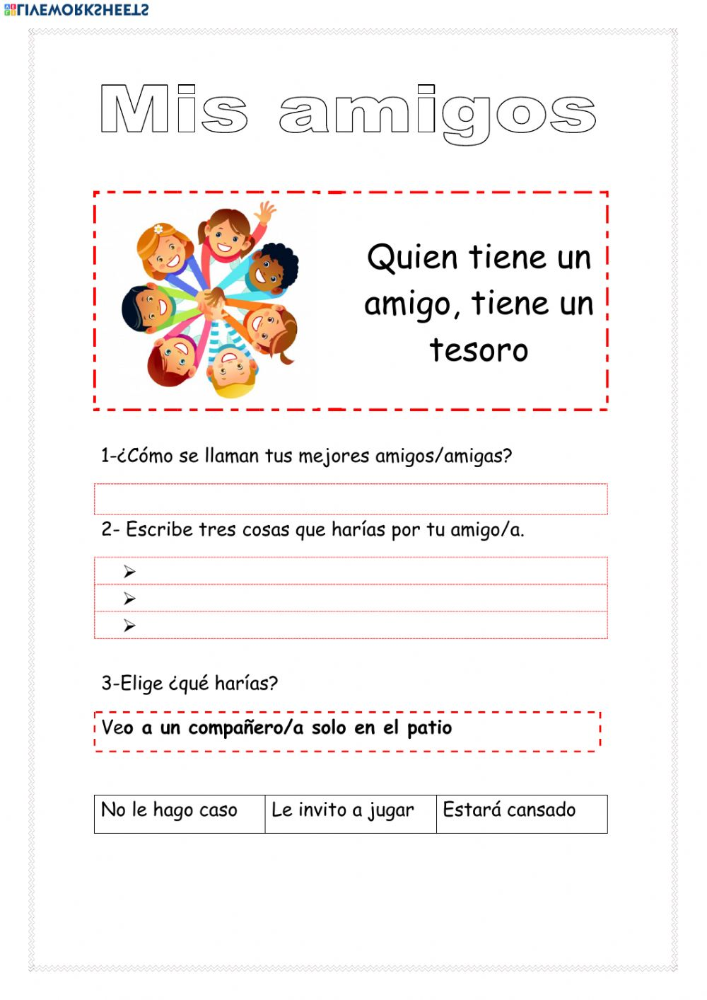 LIVEWORKSHEETS
Mis amigos
Quien tiene un
amigo, tiene un
tesoro
1-¿Cómo se llaman tus mejores amigos/amigas?
2- Escribe tres cosas que harías por tu amigo/a.
3-Elige ¿qué harías?
Veo a un compañero/a solo en el patio
No le hago caso
Le invito a jugar
Estará cansado